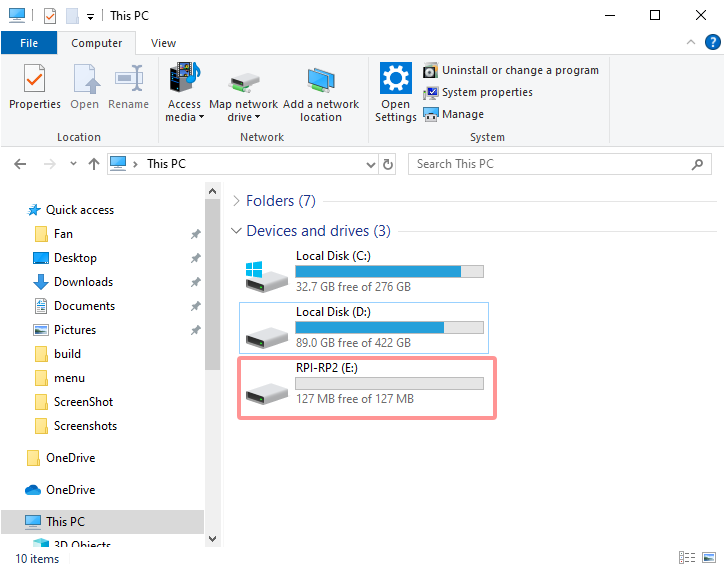 This PC
File Computer View
Properties Open Rename Access media Map network drive Add a network location Open Settings
Uninstall or change a program
System properties
Manage
Location Network System
This PC Search This PC
Quick access
Fan
Desktop
Downloads
Documents
Pictures
build
menu
ScreenShot
Screenshots
OneDrive
OneDrive
This PC
3D Objects
Folders (7)
Devices and drives (3)
Local Disk (C:)
32.7 GB free of 276 GB
Local Disk (D:)
89.0 GB free of 422 GB
RPI-RP2 (E:)
127 MB free of 127 MB
10 items